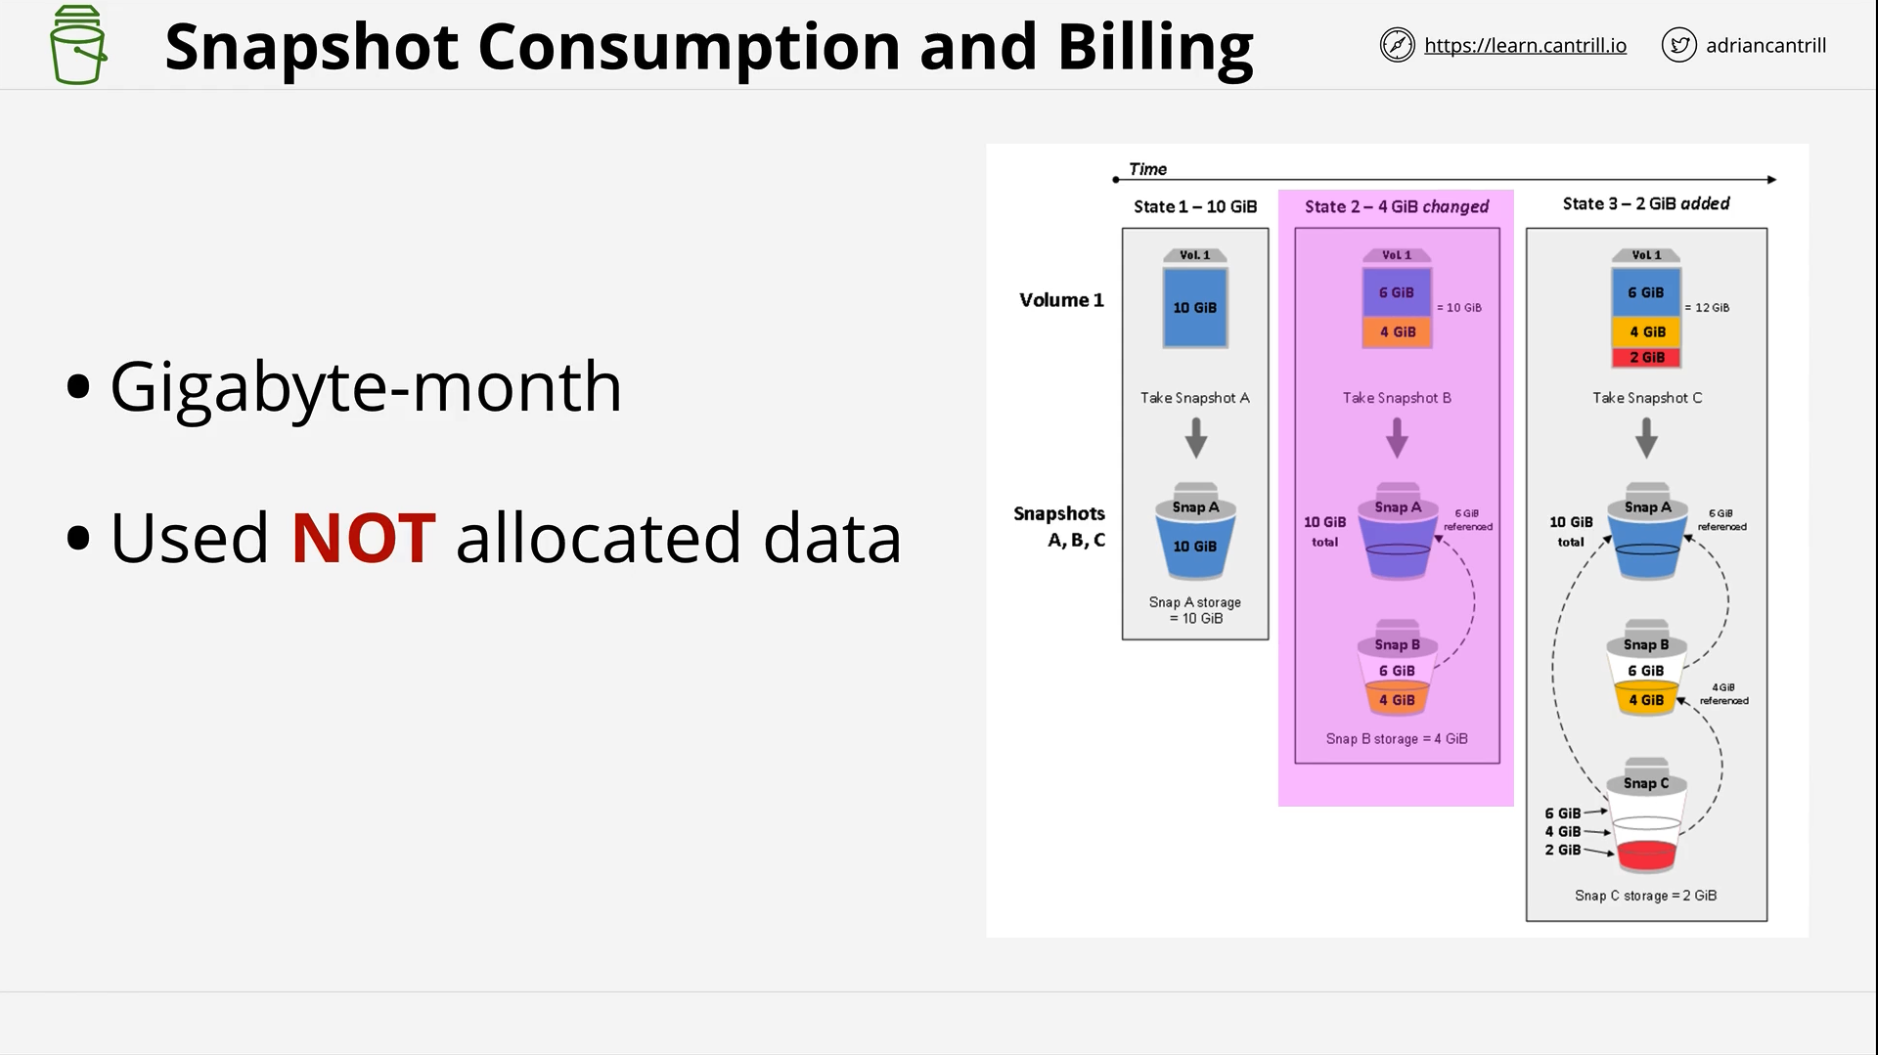 Snapshot Consumption and Billing
https://learn.cantrill.io
adriancantrill
• Gigabyte-month
• Used NOT allocated data
Time
State 1 – 10 GiB
State 2 – 4 GiB changed
State 3 – 2 GiB added
Volume 1
Vol. 1
10 GiB
Vol 1
6 GiB
4 GiB
= 10 GiB
Vol 1
6 GiB
4 GiB
2 GiB
= 12 GiB
Take Snapshot A
Take Snapshot B
Take Snapshot C
Snapshots
A, B, C
Snap A
10 GiB
Snap A storage
= 10 GiB
10 GiB
total
Snap A
6 GiB
referenced
Snap B
6 GiB
4 GiB
Snap B storage = 4 GiB
10 GiB
total
Snap A
6 GiB
referenced
Snap B
6 GiB
4 GiB
4 GiB
referenced
Snap C
6 GiB
4 GiB
2 GiB
Snap C storage = 2 GiB